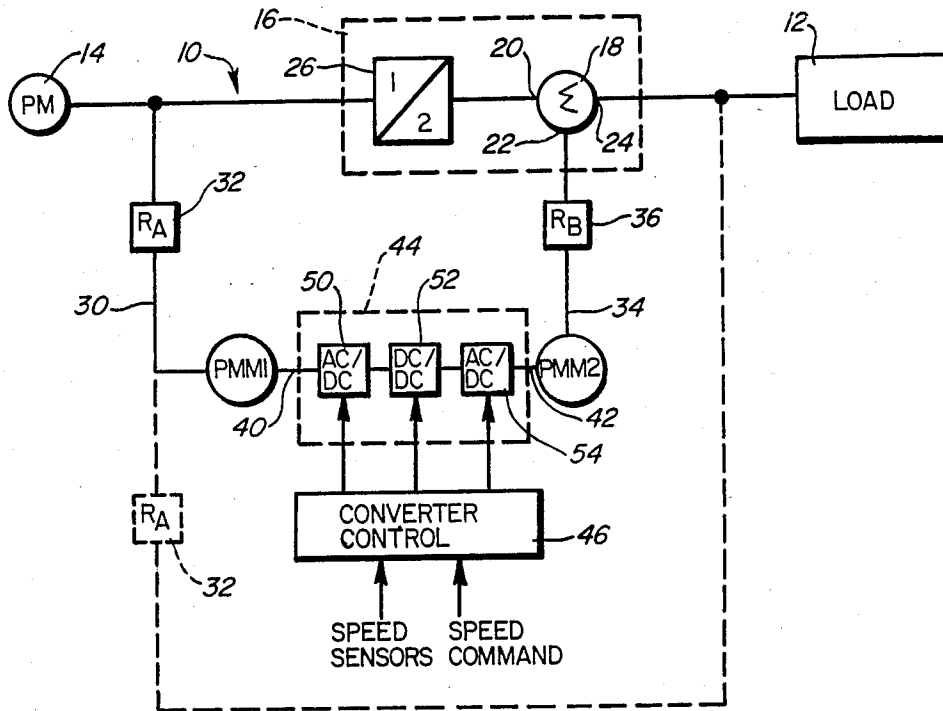 14
PM
10
16
26
1
2
20
18
Σ
22
24
12
LOAD
RA
32
RB
36
30
44
50
52
34
PMM1
40
AC/
DC
DC/
DC
AC/
DC
42
PMM2
54
RA
32
CONVERTER
CONTROL
46
SPEED
SENSORS
SPEED
COMMAND